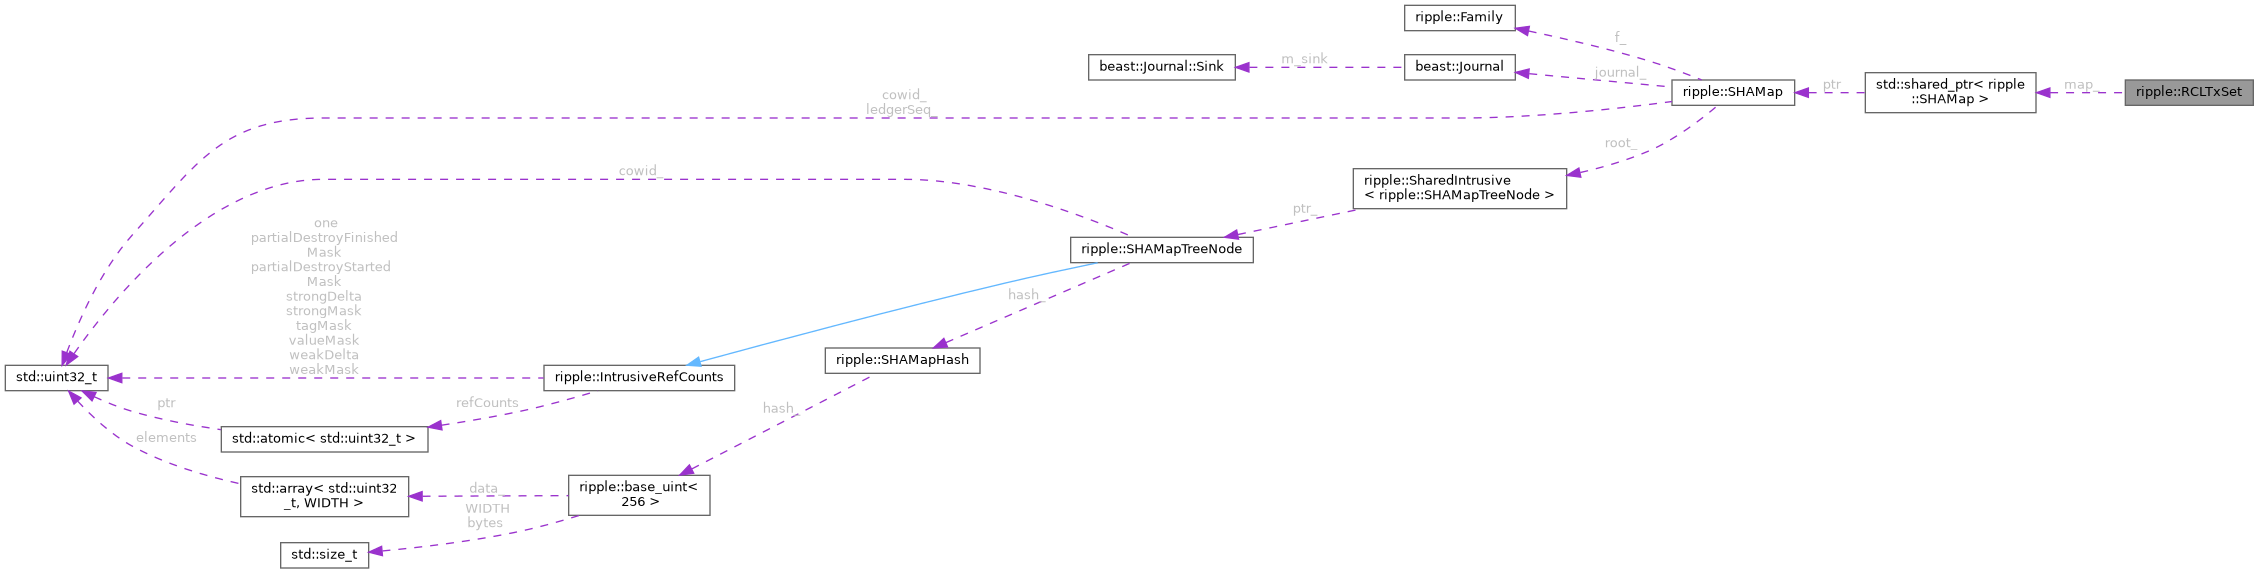 ripple::Family
f_
beast::Journal::Sink
m_sink
beast::Journal
journal_
ripple::SHAMap
ptr
std::shared_ptr< ripple
::SHAMap >
map_
ripple::RCLTxSet
cowid_
ledgerSeq_
root_
cowid_
ripple::SharedIntrusive
< ripple::SHAMapTreeNode >
ptr_
ripple::SHAMapTreeNode
one
partialDestroyFinished
Mask
partialDestroyStarted
Mask
strongDelta
strongMask
tagMask
valueMask
weakDelta
weakMask
hash_
ripple::SHAMapHash
std::uint32_t
ripple::IntrusiveRefCounts
ptr
refCounts
hash_
std::atomic< std::uint32_t >
elements
std::array< std::uint32
_t, WIDTH >
data_
ripple::base_uint<
256 >
WIDTH
bytes
std::size_t